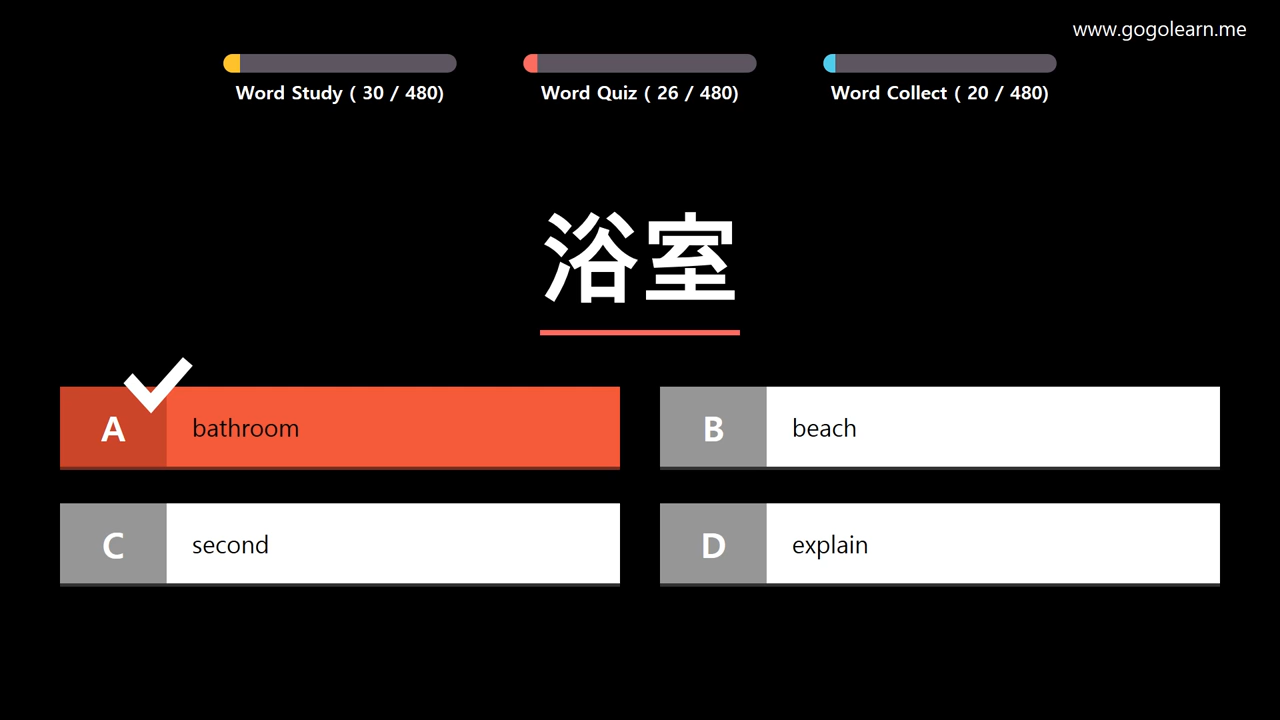 www.gogolearn.me
Word Study ( 30 / 480)
Word Quiz ( 26 / 480)
Word Collect ( 20 / 480)
浴室
A bathroom
B beach
C second
D explain